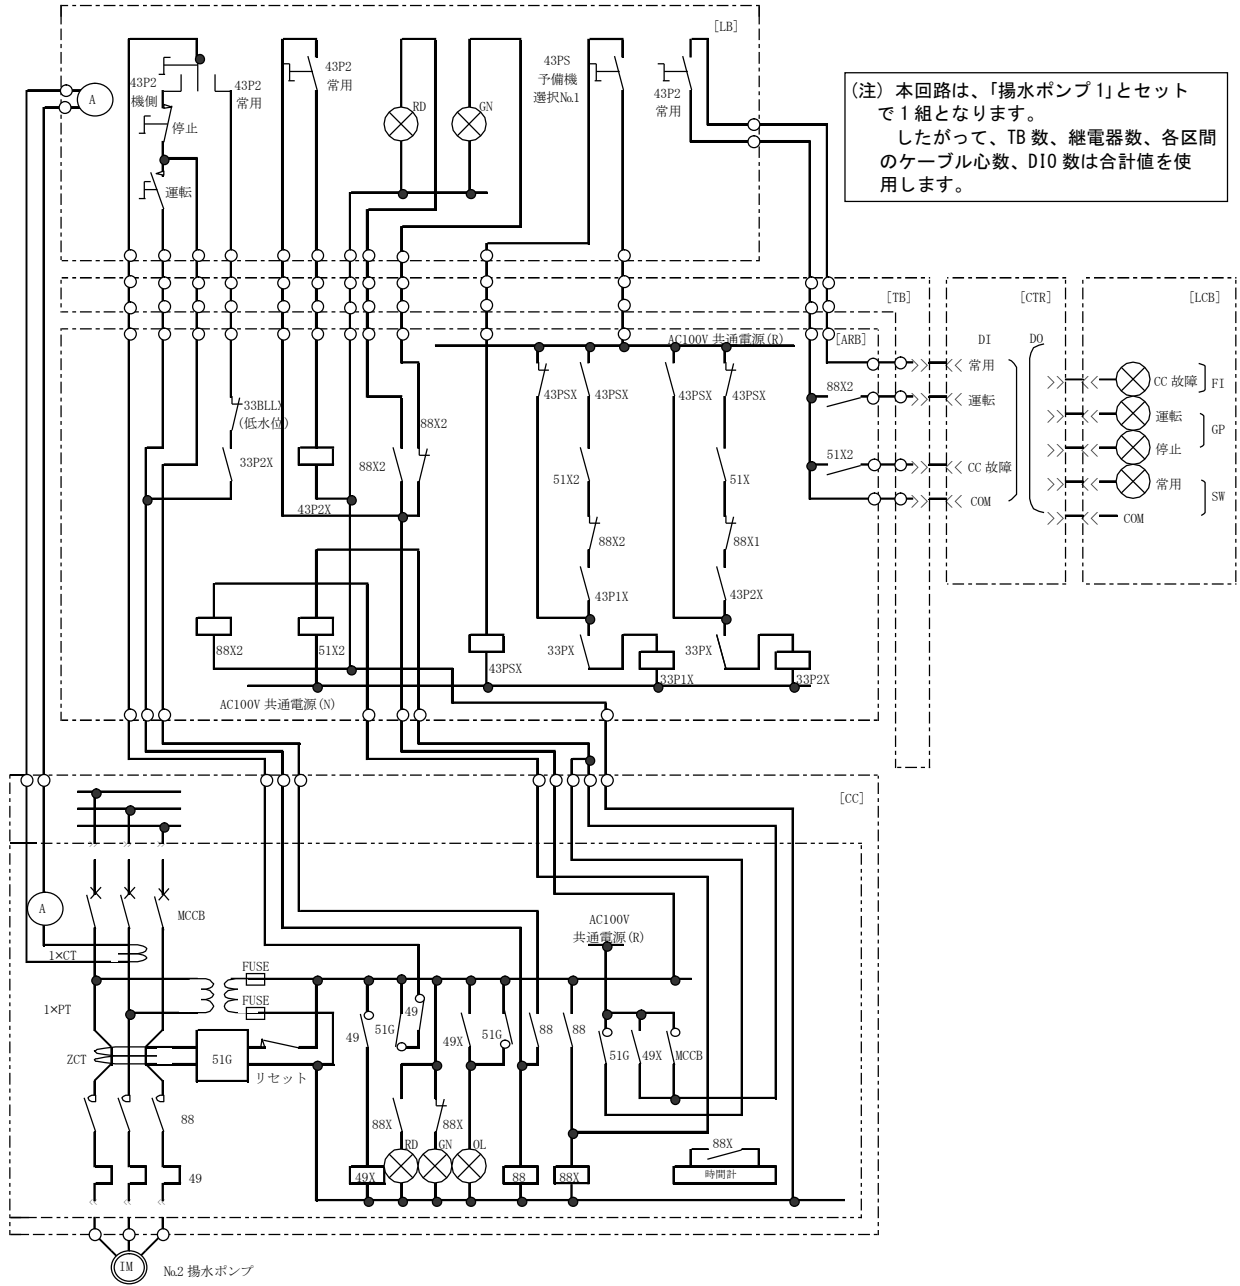 [LB]
43P2
機側
43P2
常用
停止
運転
A
43P2
常用
RD
GN
43PS
予備機
選択№1
43P2
常用
(注) 本回路は、「揚水ポンプ1」とセット
で1組となります。
したがって、TB 数、継電器数、各区間
のケーブル心数、DIO 数は合計値を使
用します。
[TB]
[CTR]
[LCB]
AC100V 共通電源(R)
[ARB]
DI
DO
常用
運転
CC 故障
COM
CC 故障
FI
運転
停止
GP
常用
SW
COM
88X2
51X2
33BLLX
(低水位)
33P2X
43P2X
88X2
88X2
43PSX
43PSX
43PSX
43PSX
51X2
51X
88X2
88X1
43P1X
43P2X
33PX
33PX
33P1X
33P2X
88X2
51X2
43PSX
AC100V 共通電源(N)
[CC]
A
MCCB
1×CT
1×PT
ZCT
FUSE
FUSE
51G
リセット
88
49
AC100V
共通電源(R)
49
51G
49
49X
51G
88
88
51G
49X
MCCB
88X
88X
RD
GN
OL
49X
88
88X
88X
時間計
IM
№2 揚水ポンプ